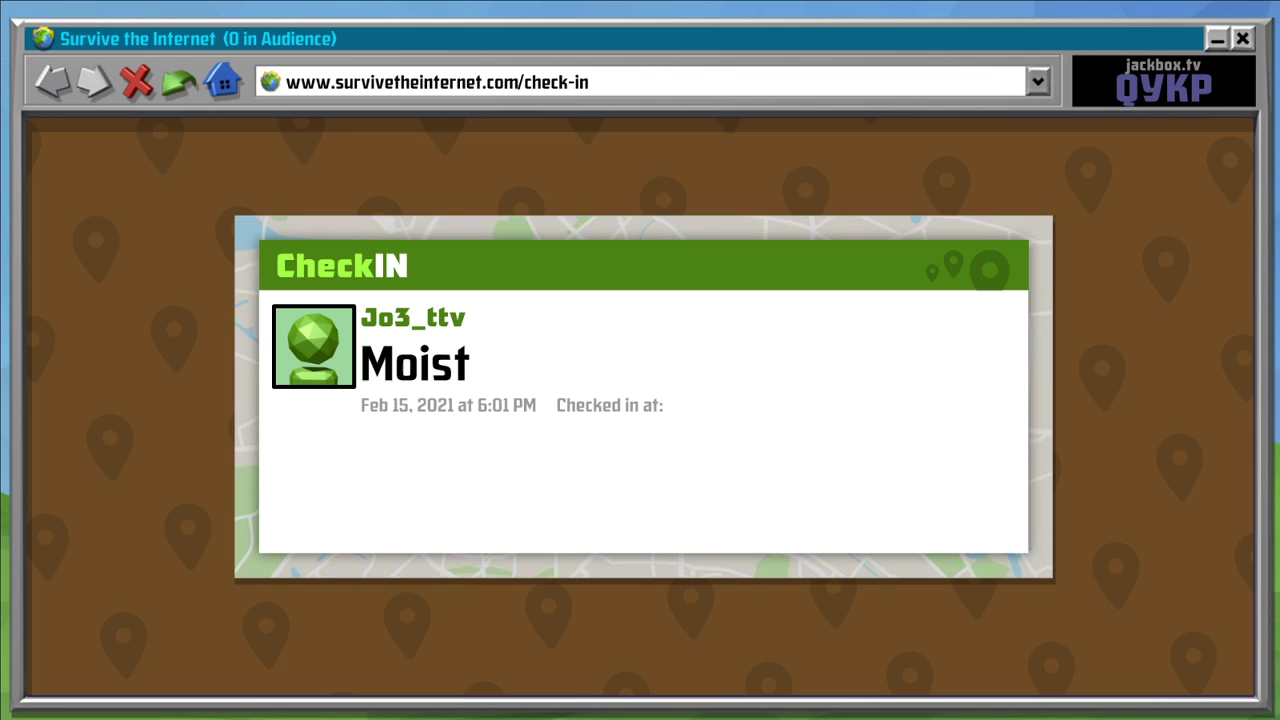 Survive the Internet (0 in Audience)
www.survivetheinternet.com/check-in
jackbox.tv
QYKP
CheckIN
Jo3_ttv
Moist
Feb 15, 2021 at 6:01 PM Checked in at: